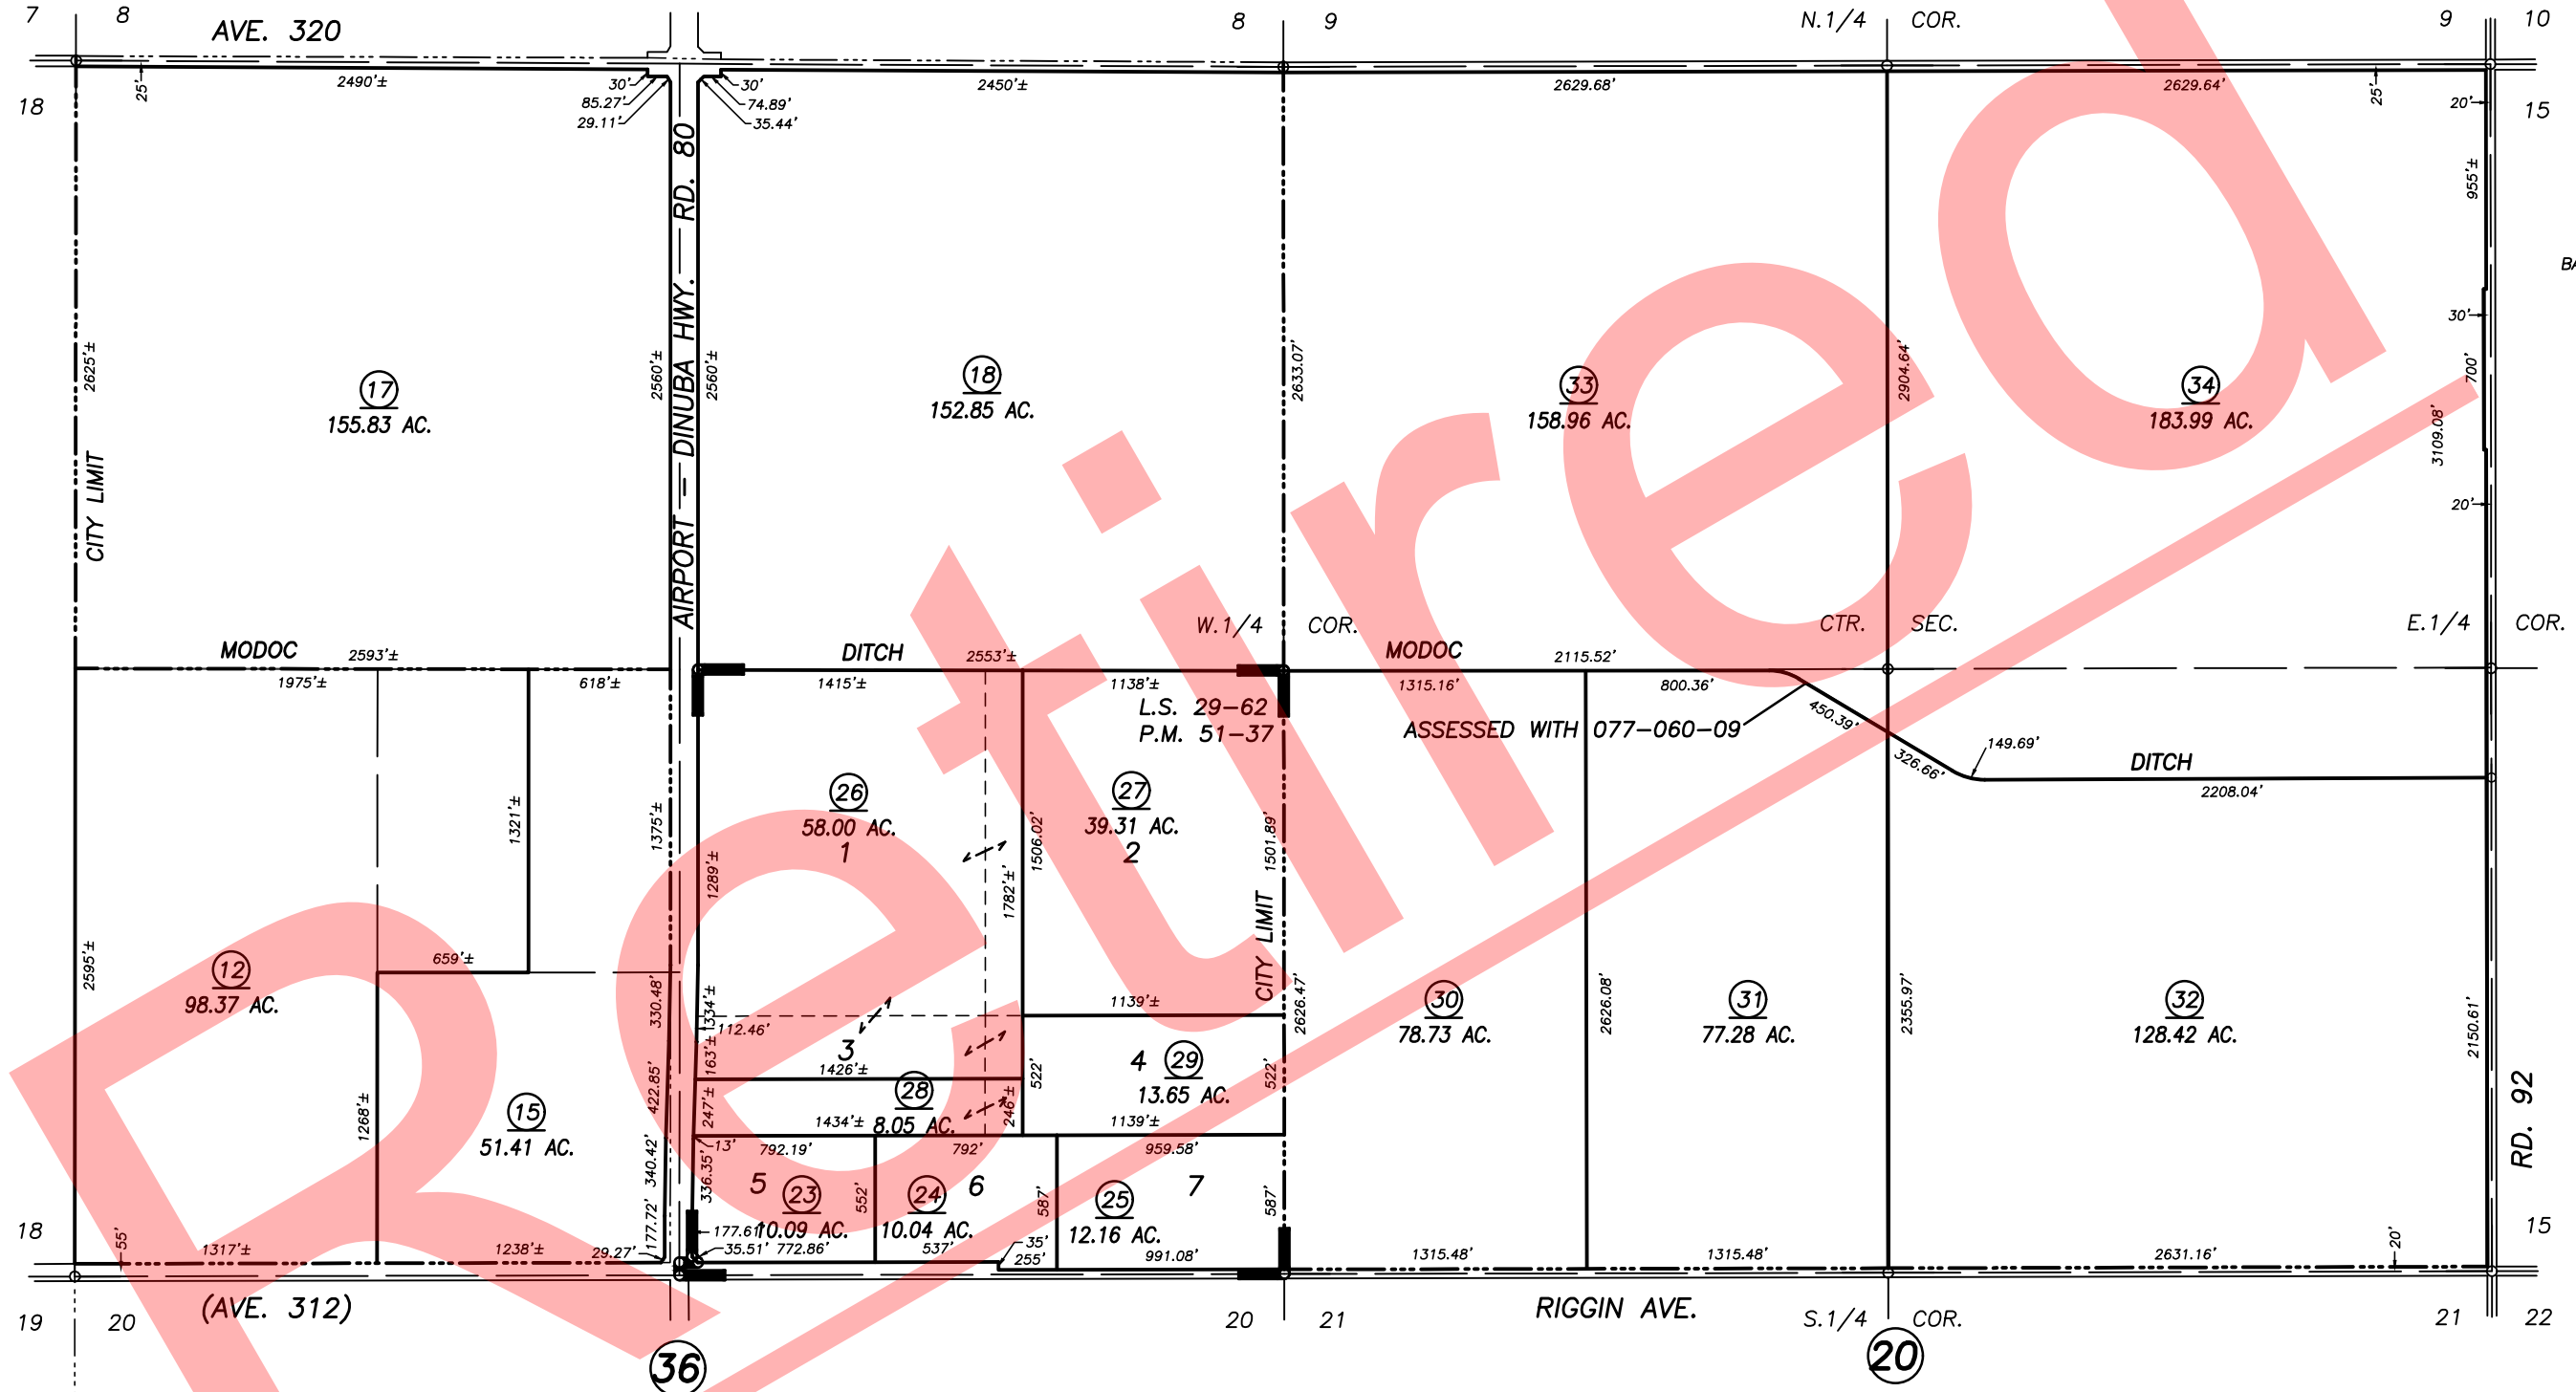 7 8 8 9 N.1/4 COR. 9 10
AVE. 320
2490'± 30' 30' 2450'± 2629.68' 2629.64'
25' 85.27' 74.89' 25' 20'
18 29.11' 35.44' 15
955'±
BA
30'
2625'± 2560'± 2560'± 2633.07' 2904.64' 700'
AIRPORT — DINUBA HWY. RD. 80
17 18 33 34
155.83 AC. 152.85 AC. 158.96 AC. 183.99 AC.
3109.08'
CITY LIMIT
20'
W.1/4 COR. CTR. SEC. E.1/4 COR.
MODOC 2593'± DITCH 2553'± MODOC 2115.52'
1975'± 618'± 1415'± 1138'± 1315.16' 800.36'
L.S. 29-62
P.M. 51-37
ASSESSED WITH 077-060-09
450.39'
326.66'
149.69'
DITCH
2208.04'
26 27
58.00 AC. 39.31 AC.
1 2
1321'± 1375'± 1289'± 1506.02' 1782'±' 1501.89'
CITY LIMIT
659'±
2595'± 330.48' 334'± 1139'± 2626.47' 2626.08' 2355.97' 2150.61'
12 30 31 32
98.37 AC. 78.73 AC. 77.28 AC. 128.42 AC.
112.46'
163'±
3 4 29
1426'± 13.65 AC.
522' 522'
28
8.05 AC.
422.85' 247'± 246'±
1434'± 1139'±
1268'±
15
51.41 AC.
13' 792.19' 792' 959.58'
340.42' 336.35' 552' 587' 587'
5 23 24 6 25 7
10.09 AC. 10.04 AC. 12.16 AC.
177.72' 177.61'
18 15
55' 1317'± 1238'± 29.27' 35.51' 772.86' 537' 35' 255' 991.08' 1315.48' 1315.48' 2631.16' 20'
RD. 92
(AVE. 312) RIGGIN AVE.
19 20 20 21 S.1/4 COR. 21 22
36 20
Retired